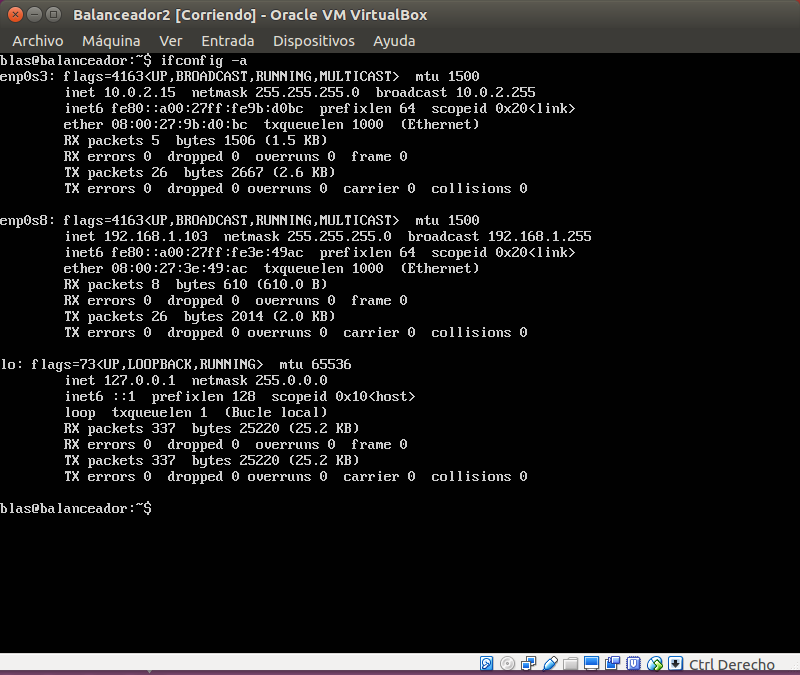 Balanceador2 [Corriendo] - Oracle VM VirtualBox
Archivo Máquina Ver Entrada Dispositivos Ayuda
blas@balanceador:~$ ifconfig -a
enp0s3: flags=4163<UP,BROADCAST,RUNNING,MULTICAST>  mtu 1500
        inet 10.0.2.15  netmask 255.255.255.0  broadcast 10.0.2.255
        inet6 fe80::a00:27ff:fe9b:d0bc  prefixlen 64  scopeid 0x20<link>
        ether 08:00:27:9b:d0:bc  txqueuelen 1000  (Ethernet)
        RX packets 5  bytes 1506 (1.5 KB)
        RX errors 0  dropped 0  overruns 0  frame 0
        TX packets 26  bytes 2667 (2.6 KB)
        TX errors 0  dropped 0 overruns 0  carrier 0  collisions 0
enp0s8: flags=4163<UP,BROADCAST,RUNNING,MULTICAST>  mtu 1500
        inet 192.168.1.103  netmask 255.255.255.0  broadcast 192.168.1.255
        inet6 fe80::a00:27ff:fe3e:49ac  prefixlen 64  scopeid 0x20<link>
        ether 08:00:27:3e:49:ac  txqueuelen 1000  (Ethernet)
        RX packets 8  bytes 610 (610.0 B)
        RX errors 0  dropped 0  overruns 0  frame 0
        TX packets 26  bytes 2014 (2.0 KB)
        TX errors 0  dropped 0 overruns 0  carrier 0  collisions 0
lo: flags=73<UP,LOOPBACK,RUNNING>  mtu 65536
        inet 127.0.0.1  netmask 255.0.0.0
        inet6 ::1  prefixlen 128  scopeid 0x10<host>
        loop  txqueuelen 1  (Bucle local)
        RX packets 337  bytes 25220 (25.2 KB)
        RX errors 0  dropped 0  overruns 0  frame 0
        TX packets 337  bytes 25220 (25.2 KB)
        TX errors 0  dropped 0 overruns 0  carrier 0  collisions 0
blas@balanceador:~$
Ctrl Derecho